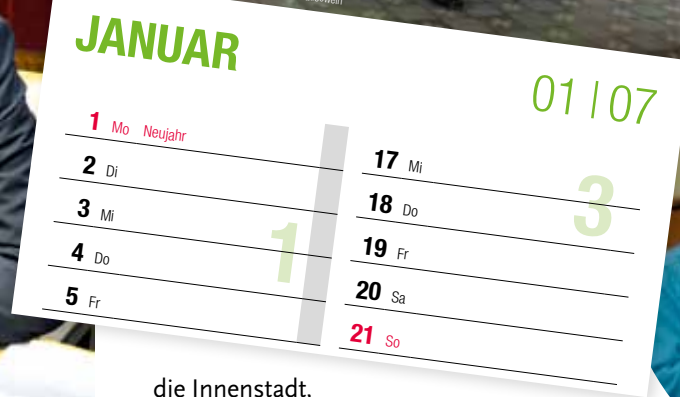 JANUAR
01 | 07
1 Mo Neujahr
2 Di
3 Mi
1
4 Do
5 Fr
17 Mi
18 Do
3
19 Fr
20 Sa
21 So
die Innenstadt,